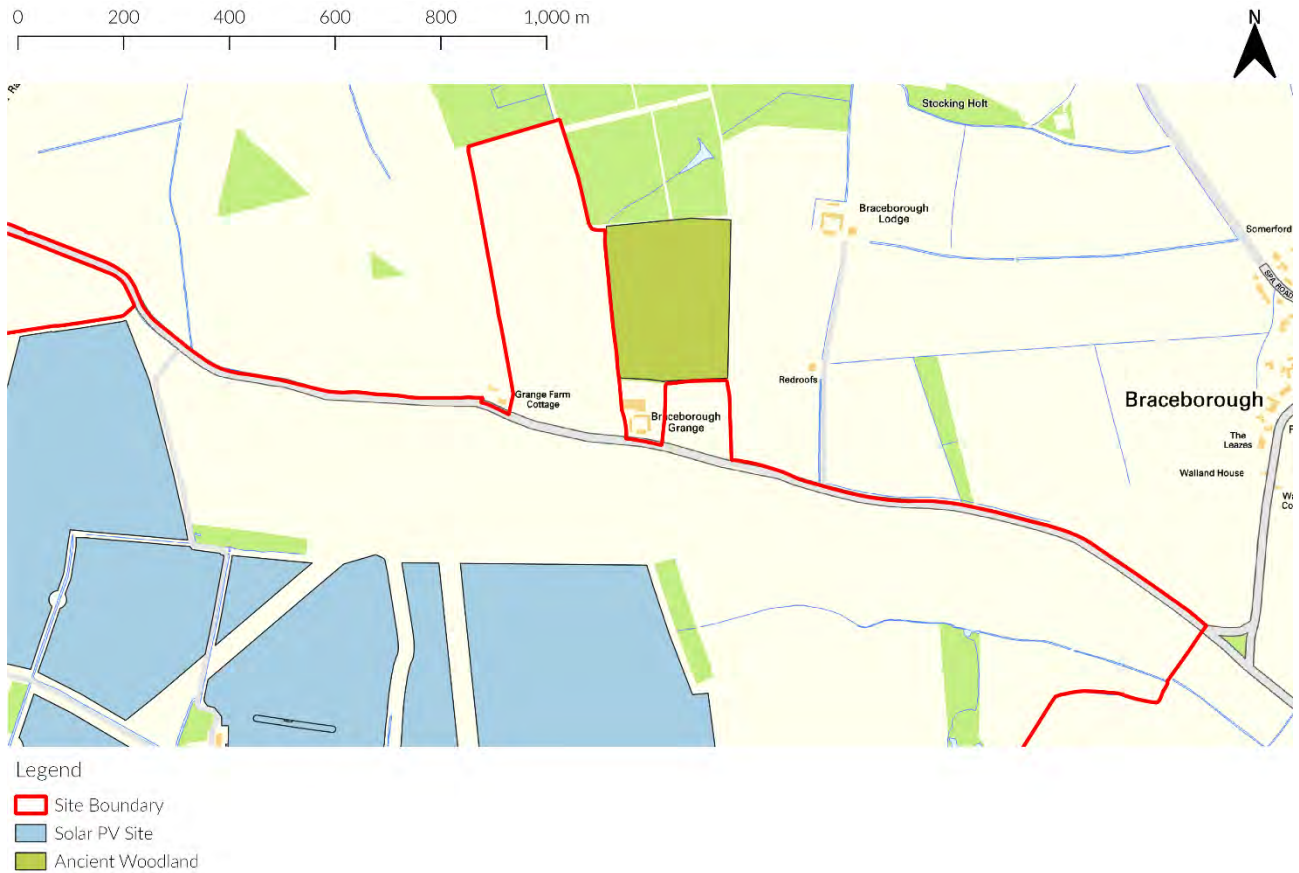 0 200 400 600 800 1,000 m
N
Stocking Holt
Braceborough
Lodge
Somerford
SPA ROAD
Redroofs
Grange Farm
Cottage
Braceborough
Grange
Braceborough
The
Leazes
Walland House
Legend
Site Boundary
Solar PV Site
Ancient Woodland